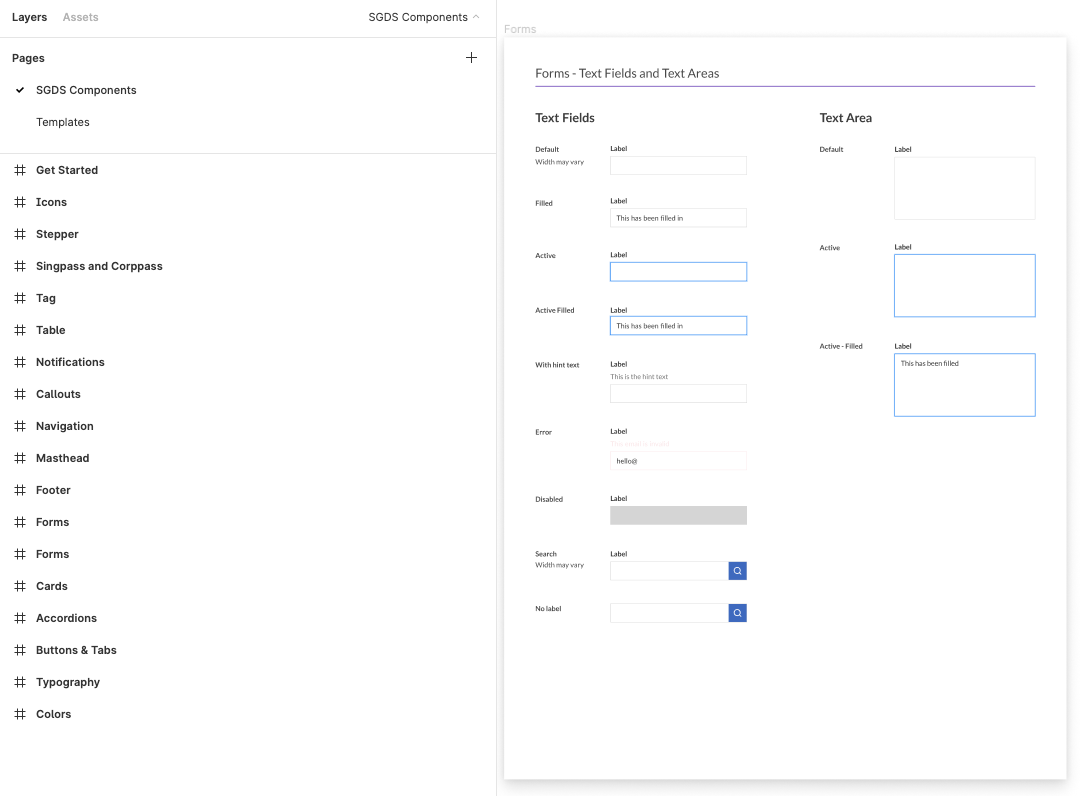 Layers
Assets
SGDS Components
Pages
SGDS Components
Templates
Get Started
Icons
Stepper
Singpass and Corppass
Tag
Table
Notifications
Callouts
Navigation
Masthead
Footer
Forms
Forms
Cards
Accordions
Buttons & Tabs
Typography
Colors
Forms
Forms - Text Fields and Text Areas
Text Fields
Default
Width may vary
Label
Filled
Label
This has been filled in
Active
Label
Active Filled
Label
This has been filled in
With hint text
Label
This is the hint text
Error
Label
hello@
Disabled
Label
Search
Width may vary
Label
No label
Text Area
Default
Label
Active
Label
Active - Filled
Label
This has been filled